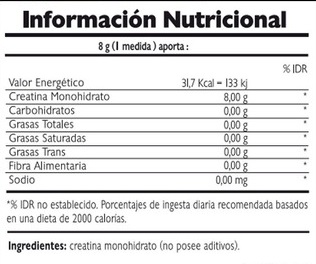 Información Nutricional
8 g (1 medida) aporta :
% IDR
Valor Energético 31,7 Kcal = 133 kj
Creatina Monohidrato 8,00 g *
Carbohidratos 0,00 g *
Grasas Totales 0,00 g *
Grasas Saturadas 0,00 g *
Grasas Trans 0,00 g *
Fibra Alimentaria 0,00 g *
Sodio 0,00 mg *
*% IDR no establecido. Porcentajes de ingesta diaria recomendada basados
en una dieta de 2000 calorías.
Ingredientes: creatina monohidrato (no posee aditivos).